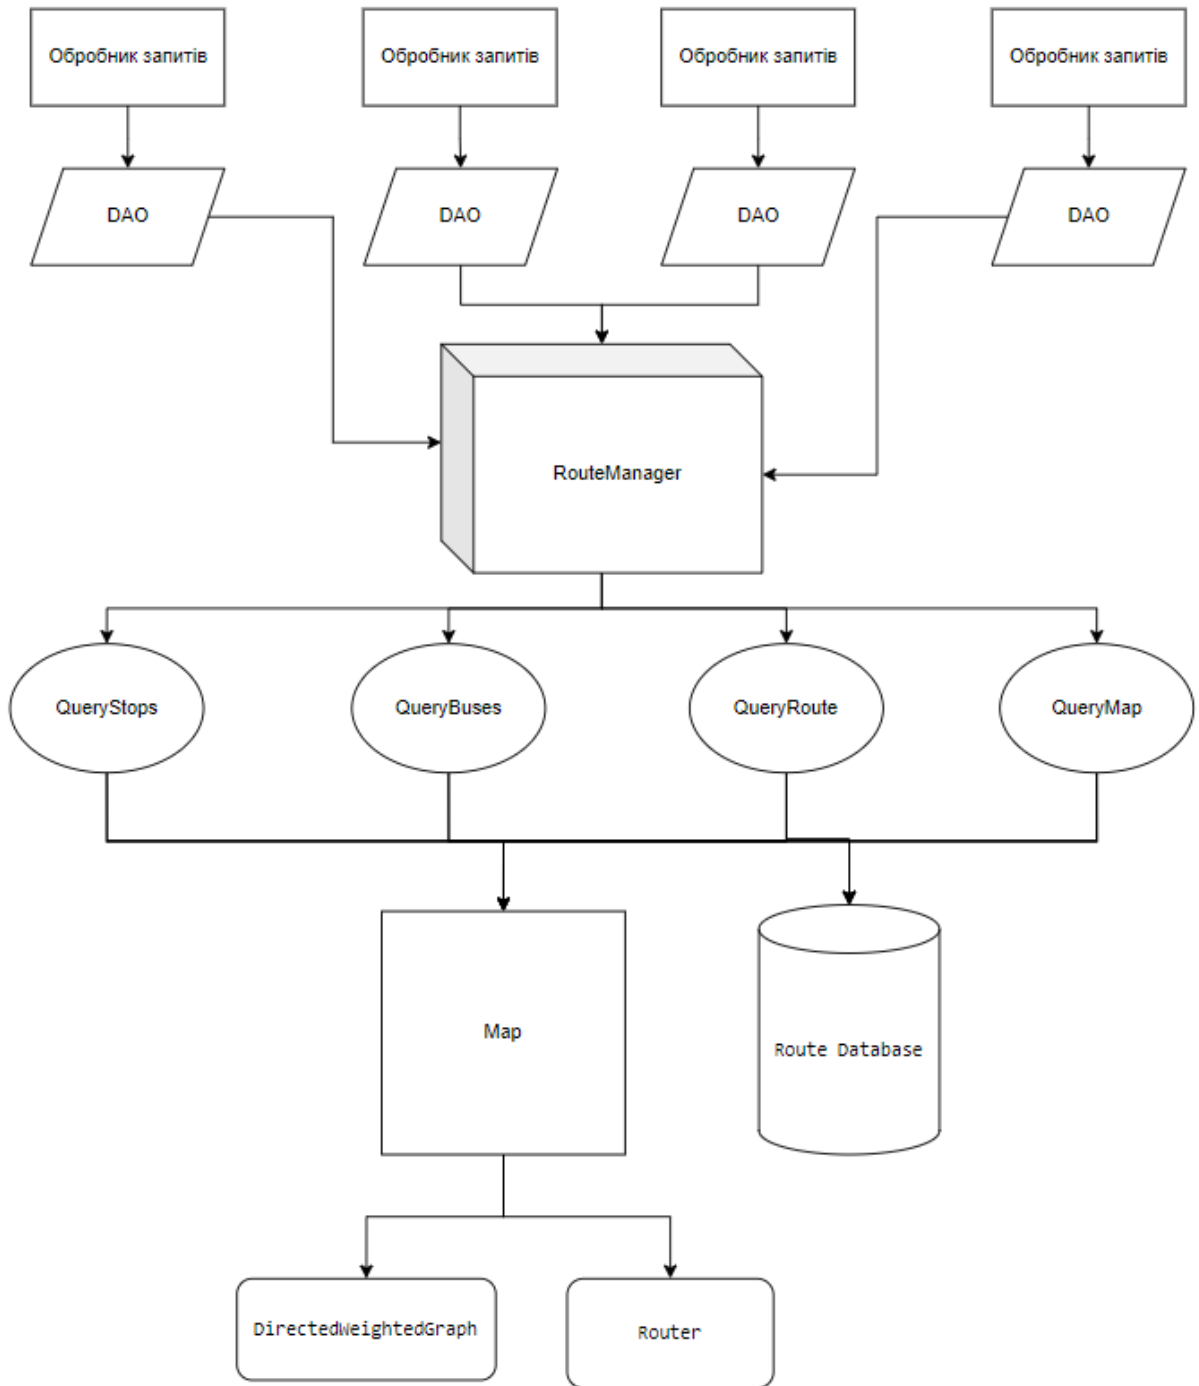 Обробник запитів
Обробник запитів
Обробник запитів
Обробник запитів
DAO
DAO
DAO
DAO
RouteManager
QueryStops
QueryBuses
QueryRoute
QueryMap
Map
Route Database
DirectedWeightedGraph
Router